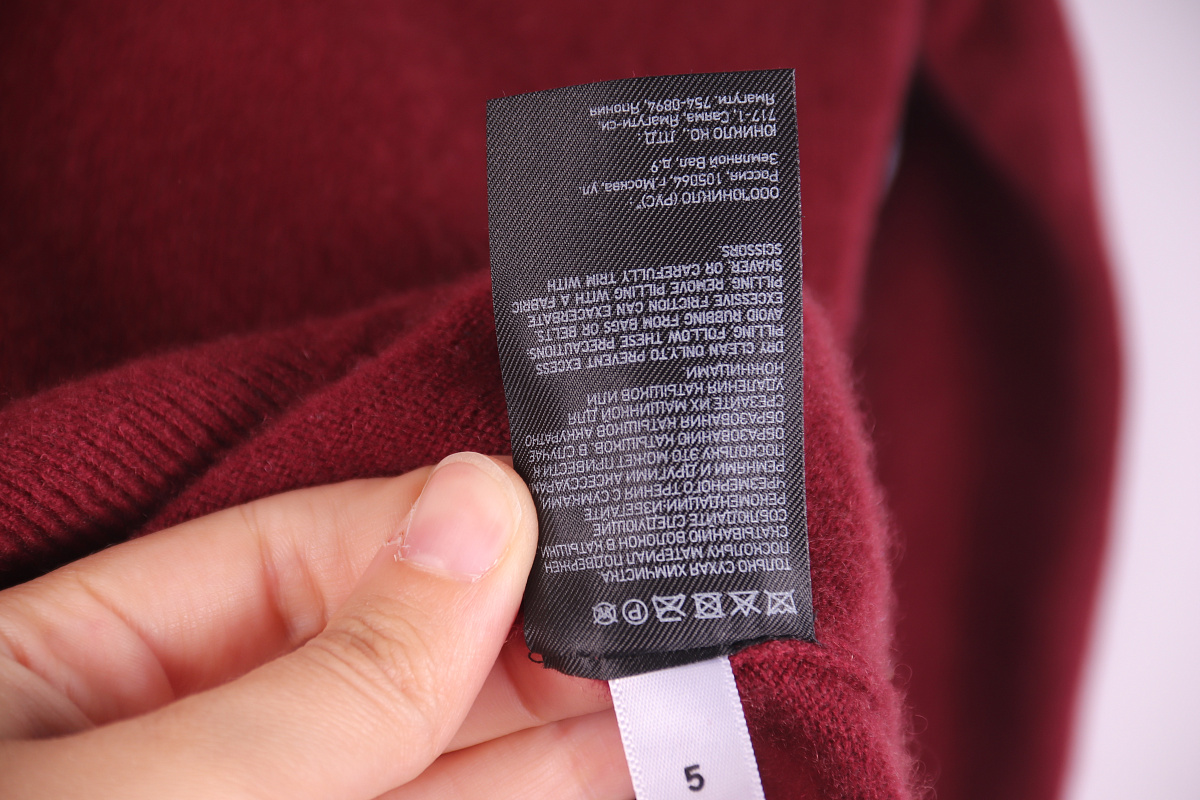 ТОЛЬКО СУХАЯ ХИМЧИСТКА
ПОСКОЛЬКУ МАТЕРИАЛ ПОДВЕРЖЕН
СКАТЫВАНИЮ ВОЛОКОН В КАТЫШКИ
СОБЛЮДАЙТЕ СЛЕДУЮЩИЕ
РЕКОМЕНДАЦИИ ИЗБЕГАЙТЕ
ЧРЕЗМЕРНОГО ТРЕНИЯ С СУМКАМИ,
РЕМНЯМИ И ДРУГИМИ АКСЕССУАРАМИ
ПОСКОЛЬКУ ЭТО МОЖЕТ ПРИВЕСТИ К
ОБРАЗОВАНИЮ КАТЫШКОВ. В СЛУЧАЕ
ОБРАЗОВАНИЯ КАТЫШКОВ АККУРАТНО
СРЕЗАЙТЕ ИХ МАШИНКОЙ ДЛЯ
УДАЛЕНИЯ КАТЫШКОВ ИЛИ
НОЖНИЦАМИ
DRY CLEAN ONLY.TO PREVENT EXCESS
PILLING, FOLLOW THESE PRECAUTIONS:
AVOID RUBBING FROM BAGS OR BELTS.
EXCESSIVE FRICTION CAN EXACERBATE
PILLING. REMOVE PILLING WITH A FABRIC
SHAVER, OR CAREFULLY TRIM WITH
SCISSORS.
ООО"ЮНИКЛО (РУС)"
Россия, 105064, г. Москва, ул.
Земляной Вал, д.9
ЮНИКЛО КО., ЛТД.
717-1, Саяма, Ямагути-си
Ямагути, 754-0894, Япония
5